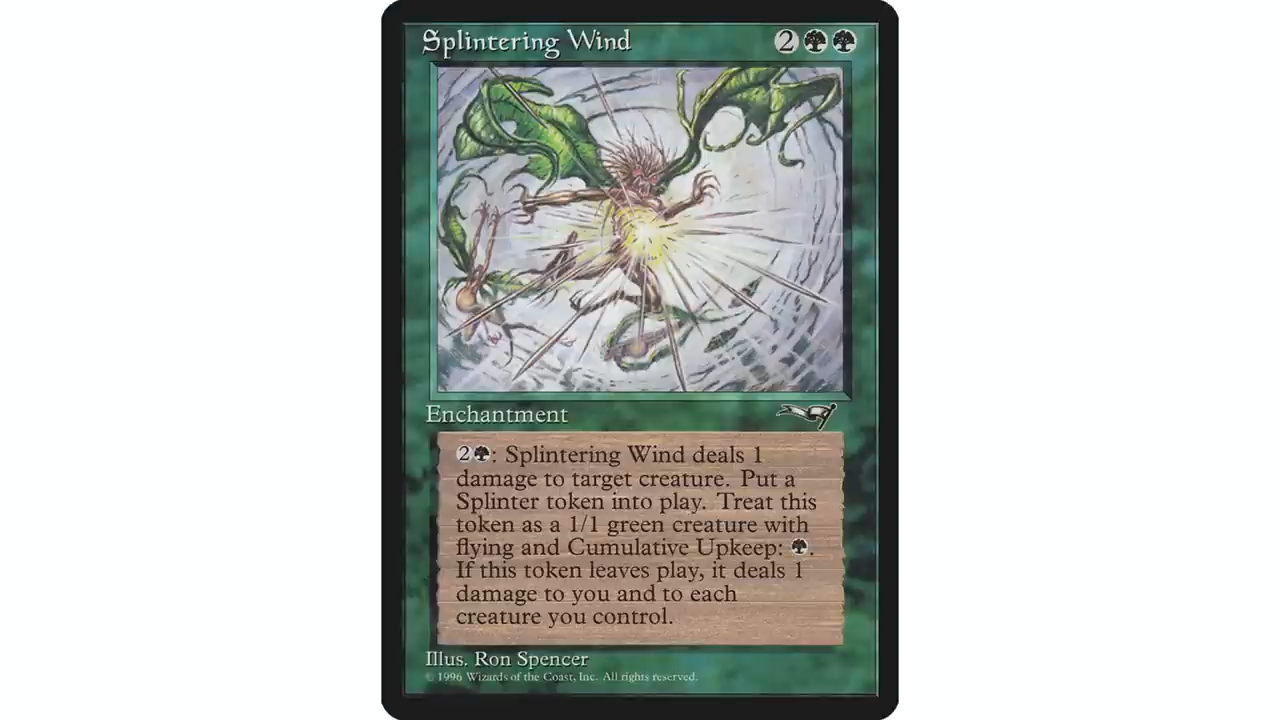 Splintering Wind 2
Enchantment
2: Splintering Wind deals 1
damage to target creature. Put a
Splinter token into play. Treat this
token as a 1/1 green creature with
flying and Cumulative Upkeep: .
If this token leaves play, it deals 1
damage to you and to each
creature you control.
Illus. Ron Spencer
© 1996 Wizards of the Coast, Inc. All rights reserved.